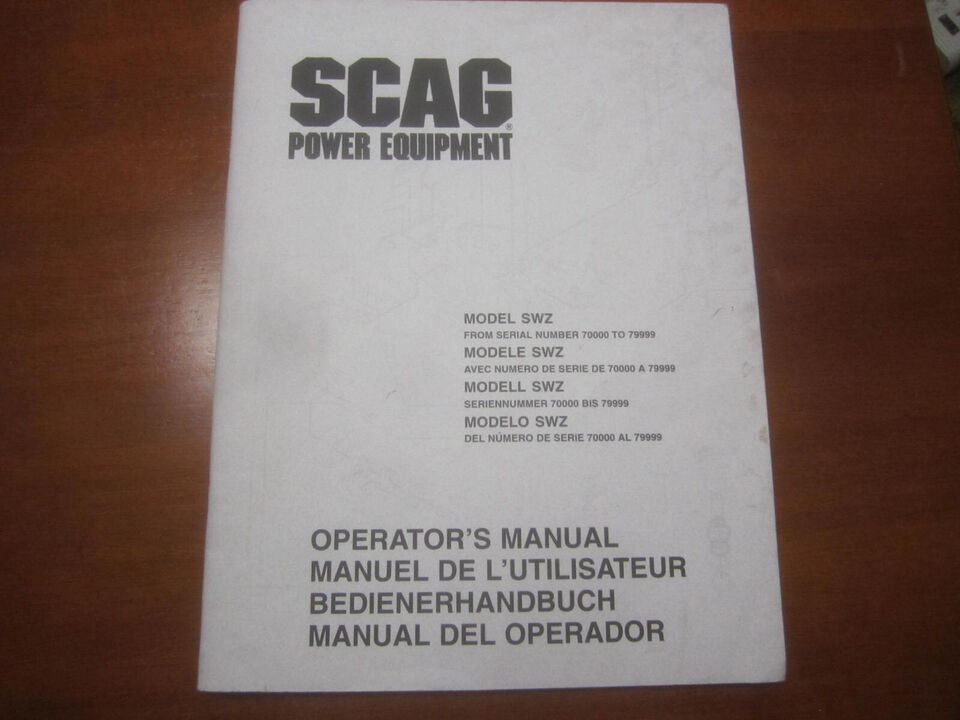 SCAG
®
POWER EQUIPMENT
MODEL SWZ
FROM SERIAL NUMBER 70000 TO 79999
MODELE SWZ
AVEC NUMERO DE SERIE DE 70000 A 79999
MODELL SWZ
SERIENNUMMER 70000 BIS 79999
MODELO SWZ
DEL NÚMERO DE SERIE 70000 AL 79999
OPERATOR'S MANUAL
MANUEL DE L'UTILISATEUR
BEDIENERHANDBUCH
MANUAL DEL OPERADOR